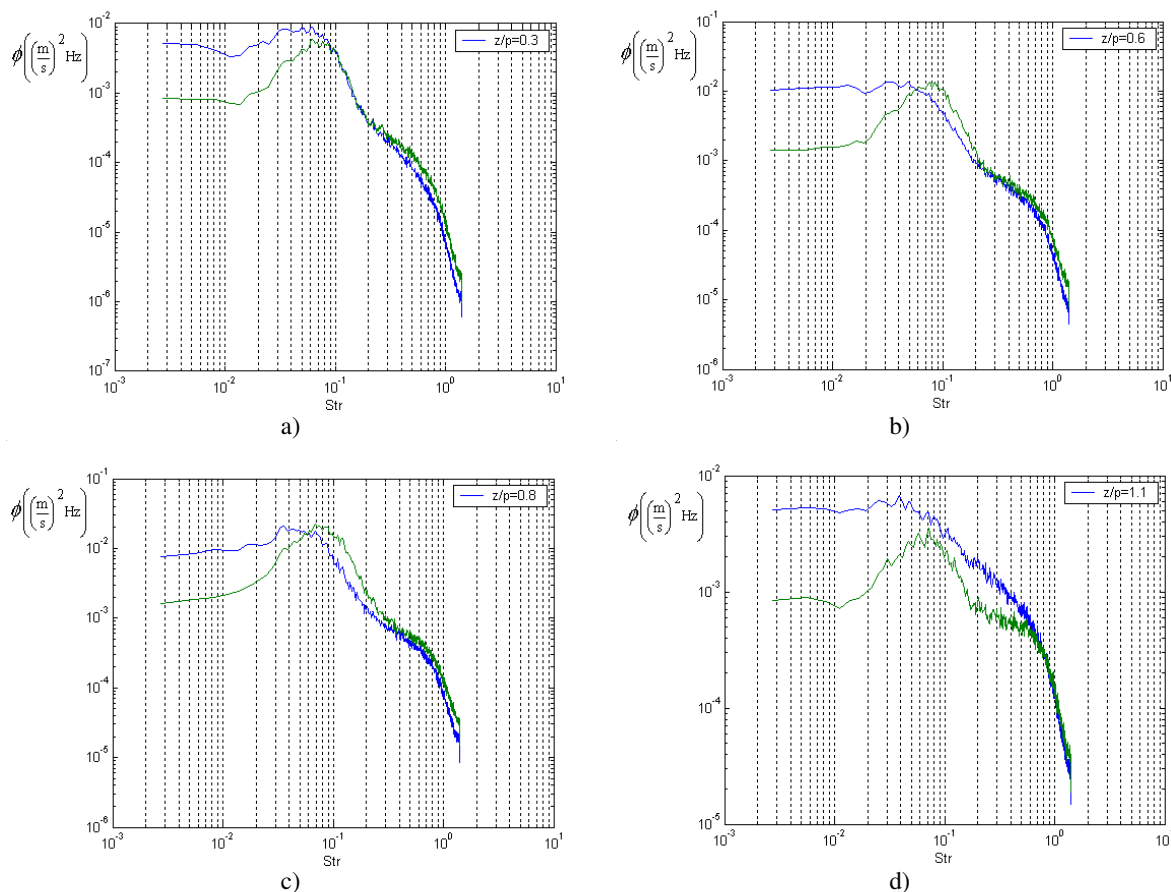 z/p=0.3
ϕ((m/s)² Hz)
10⁻²
10⁻³
10⁻⁴
10⁻⁵
10⁻⁶
10⁻⁷
10⁻³ 10⁻² 10⁻¹ 10⁰ 10¹
Str
a)
z/p=0.6
ϕ((m/s)² Hz)
10⁻¹
10⁻²
10⁻³
10⁻⁴
10⁻⁵
10⁻⁶
10⁻³ 10⁻² 10⁻¹ 10⁰ 10¹
Str
b)
z/p=0.8
ϕ((m/s)² Hz)
10⁻¹
10⁻²
10⁻³
10⁻⁴
10⁻⁵
10⁻⁶
10⁻³ 10⁻² 10⁻¹ 10⁰ 10¹
Str
c)
z/p=1.1
ϕ((m/s)² Hz)
10⁻²
10⁻³
10⁻⁴
10⁻⁵
10⁻³ 10⁻² 10⁻¹ 10⁰ 10¹
Str
d)